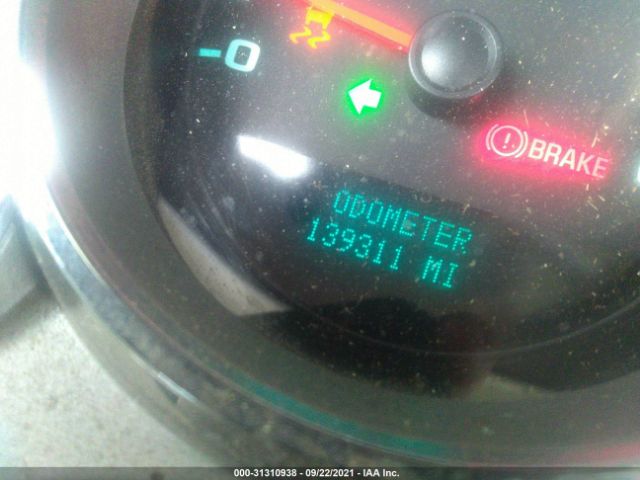 -0
BRAKE
ODOMETER
139311 MI
000-31310938 - 09/22/2021 - IAA Inc.